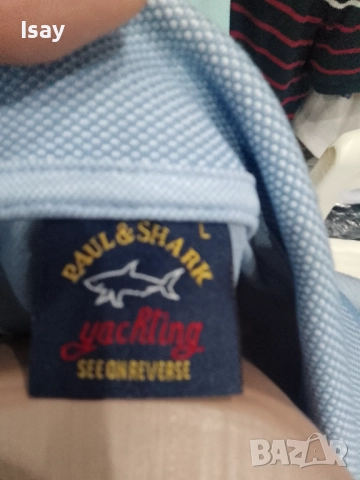 Isay
L
PAUL & SHARK
yachting
SEE ON REVERSE
BAZAR